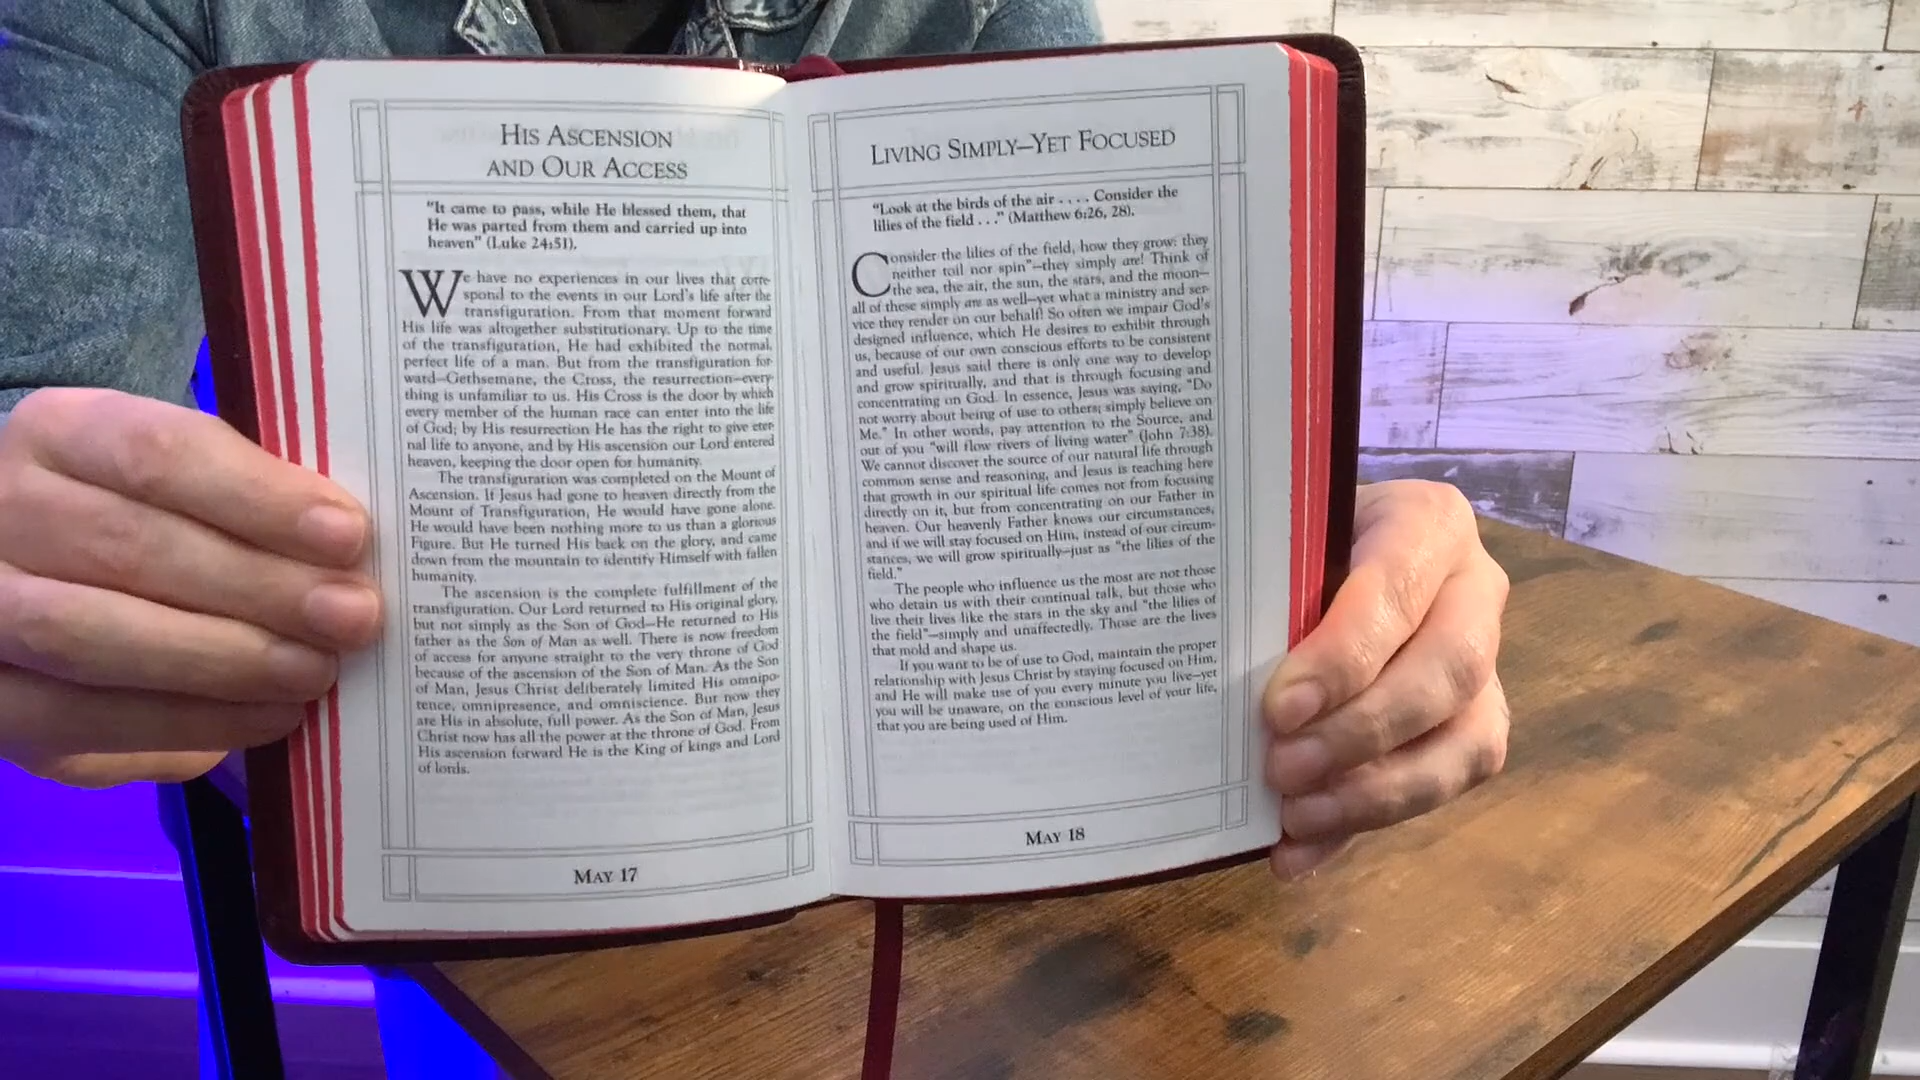 HIS ASCENSION
AND OUR ACCESS
"It came to pass, while He blessed them, that
He was parted from them and carried up into
heaven" (Luke 24:51).
We have no experiences in our lives that corre-
spond to the events in our Lord's life after the
transfiguration. From that moment forward
His life was altogether substitutionary. Up to the time
of the transfiguration, He had exhibited the normal,
perfect life of a man. But from the transfiguration for-
ward—Gethsemane, the Cross, the resurrection—every-
thing is unfamiliar to us. His Cross is the door by which
every member of the human race can enter into the life
of God; by His resurrection He has the right to give eter-
nal life to anyone, and by His ascension our Lord entered
heaven, keeping the door open for humanity.
The transfiguration was completed on the Mount of
Ascension. If Jesus had gone to heaven directly from the
Mount of Transfiguration, He would have gone alone.
He would have been nothing more to us than a glorious
Figure. But He turned His back on the glory, and came
down from the mountain to identify Himself with fallen
humanity.
The ascension is the complete fulfillment of the
transfiguration. Our Lord returned to His original glory,
but not simply as the Son of God—He returned to His
father as the Son of Man as well. There is now freedom
of access for anyone straight to the very throne of God
because of the ascension of the Son of Man. As the Son
of Man, Jesus Christ deliberately limited His omnipo-
tence, omnipresence, and omniscience. But now they
are His in absolute, full power. As the Son of Man, Jesus
Christ now has all the power at the throne of God. From
His ascension forward He is the King of kings and Lord
of lords.
MAY 17
LIVING SIMPLY—YET FOCUSED
"Look at the birds of the air . . . . Consider the
lilies of the field . . ." (Matthew 6:26, 28).
Consider the lilies of the field, how they grow: they
neither toil nor spin"—they simply are! Think of
the sea, the air, the sun, the stars, and the moon—
all of these simply are as well—yet what a ministry and ser-
vice they render on our behalf! So often we impair God's
designed influence, which He desires to exhibit through
us, because of our own conscious efforts to be consistent
and useful. Jesus said there is only one way to develop
and grow spiritually, and that is through focusing and
concentrating on God. In essence, Jesus was saying, "Do
not worry about being of use to others; simply believe on
Me." In other words, pay attention to the Source, and
out of you "will flow rivers of living water" (John 7:38).
We cannot discover the source of our natural life through
common sense and reasoning, and Jesus is teaching here
that growth in our spiritual life comes not from focusing
directly on it, but from concentrating on our Father in
heaven. Our heavenly Father knows our circumstances,
and if we will stay focused on Him, instead of our circum-
stances, we will grow spiritually—just as "the lilies of the
field."
The people who influence us the most are not those
who detain us with their continual talk, but those who
live their lives like the stars in the sky and "the lilies of
the field"—simply and unaffectedly. Those are the lives
that mold and shape us.
If you want to be of use to God, maintain the proper
relationship with Jesus Christ by staying focused on Him,
and He will make use of you every minute you live—yet
you will be unaware, on the conscious level of your life,
that you are being used of Him.
MAY 18